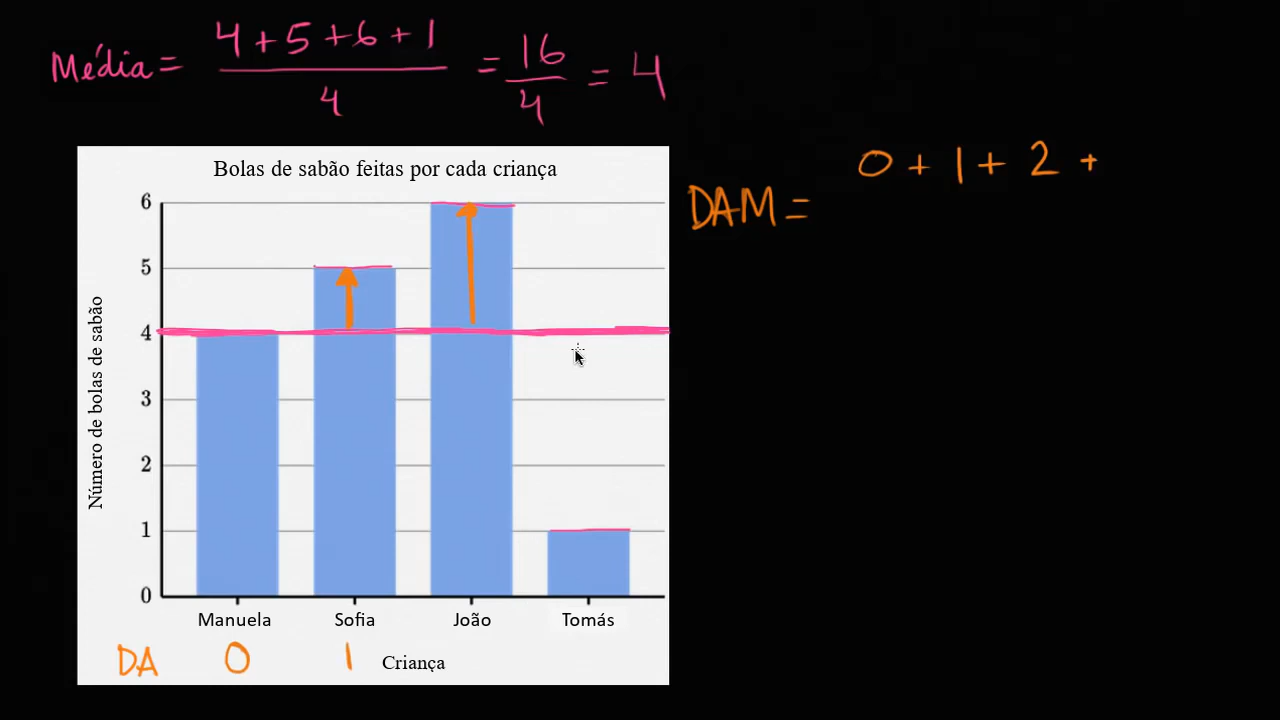 Média = 4 + 5 + 6 + 1 / 4 = 16 / 4 = 4
Bolas de sabão feitas por cada criança
DAM = 0 + 1 + 2 +
Número de bolas de sabão
6
5
4
3
2
1
0
Manuela Sofia João Tomás
DA 0 1
Criança